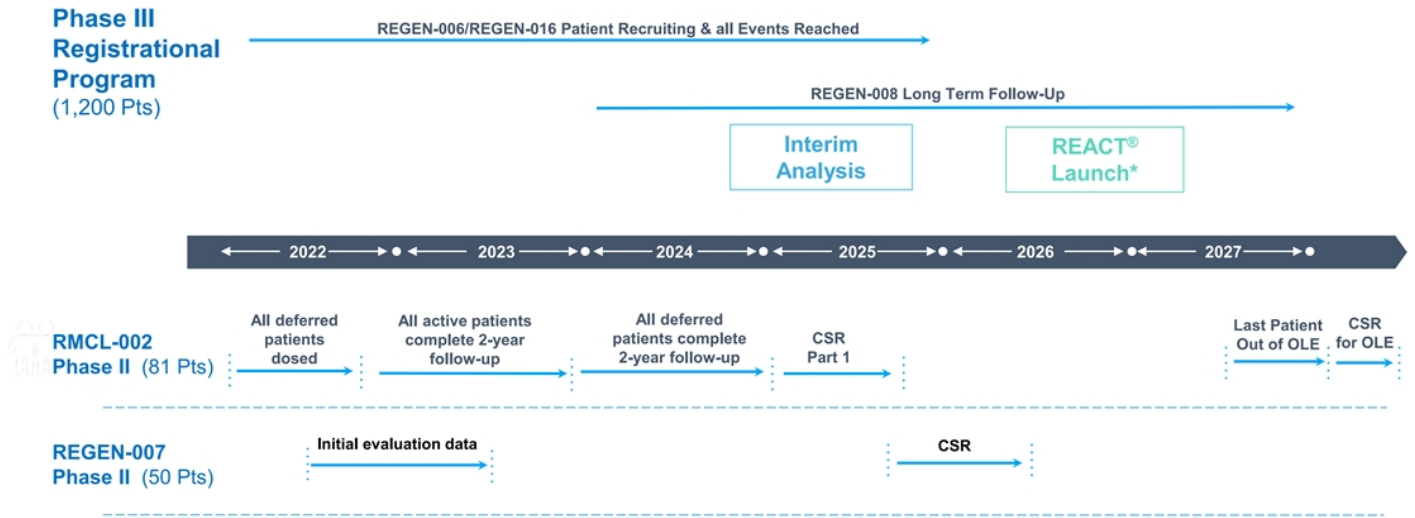 Phase III
Registrational
Program
(1,200 Pts)
REGEN-006/REGEN-016 Patient Recruiting & all Events Reached
REGEN-008 Long Term Follow-Up
Interim
Analysis
REACT®
Launch*
2022
2023
2024
2025
2026
2027
RMCL-002
Phase II (81 Pts)
All deferred
patients
dosed
All active patients
complete 2-year
follow-up
All deferred
patients complete
2-year follow-up
CSR
Part 1
Last Patient
Out of OLE
CSR
for OLE
REGEN-007
Phase II (50 Pts)
Initial evaluation data
CSR